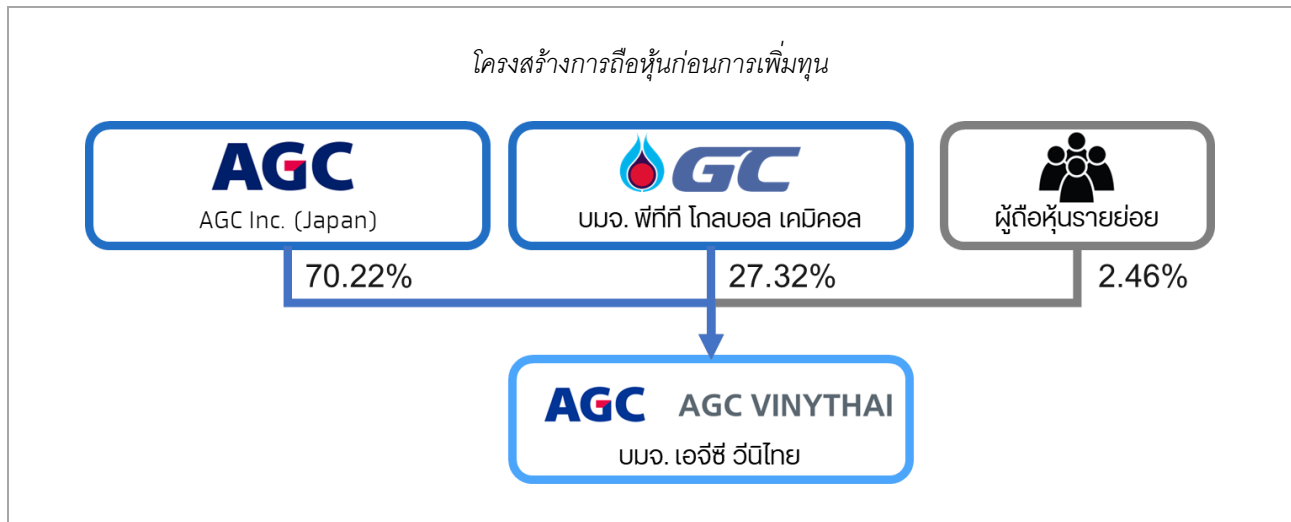 โครงสร้างการถือหุ้นก่อนการเพิ่มทุน
AGC
AGC Inc. (Japan)
GC
บมจ. พีทีที โกลบอล เคมิคอล
ผู้ถือหุ้นรายย่อย
70.22%
27.32%
2.46%
AGC AGC VINYTHAI
บมจ. เอจีซี วีนิไทย